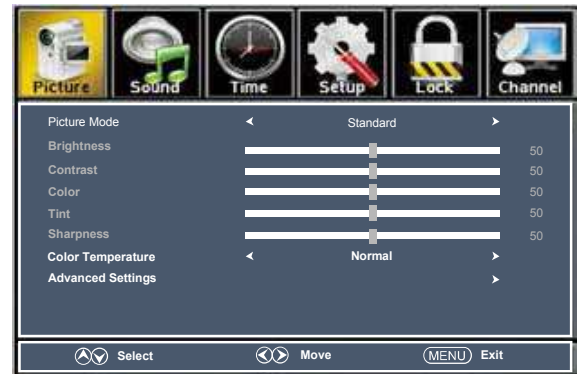 Picture Sound Time Setup Lock Channel
Picture Mode Standard
Brightness 50
Contrast 50
Color 50
Tint 50
Sharpness 50
Color Temperature Normal
Advanced Settings
Select Move MENU Exit